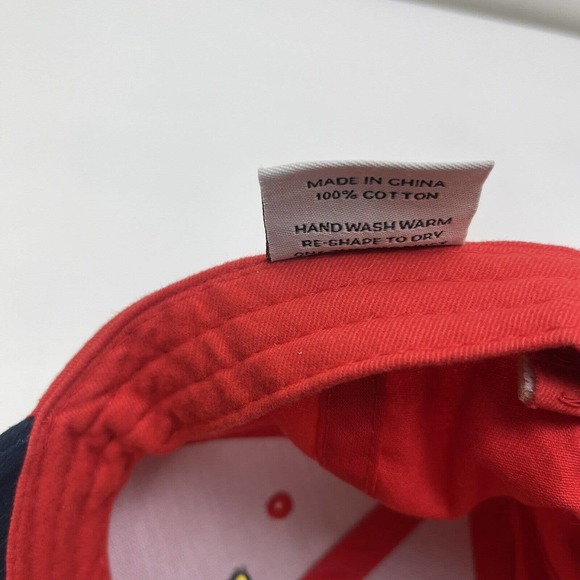 MADE IN CHINA
100% COTTON
HAND WASH WARM
RE-SHAPE TO DRY